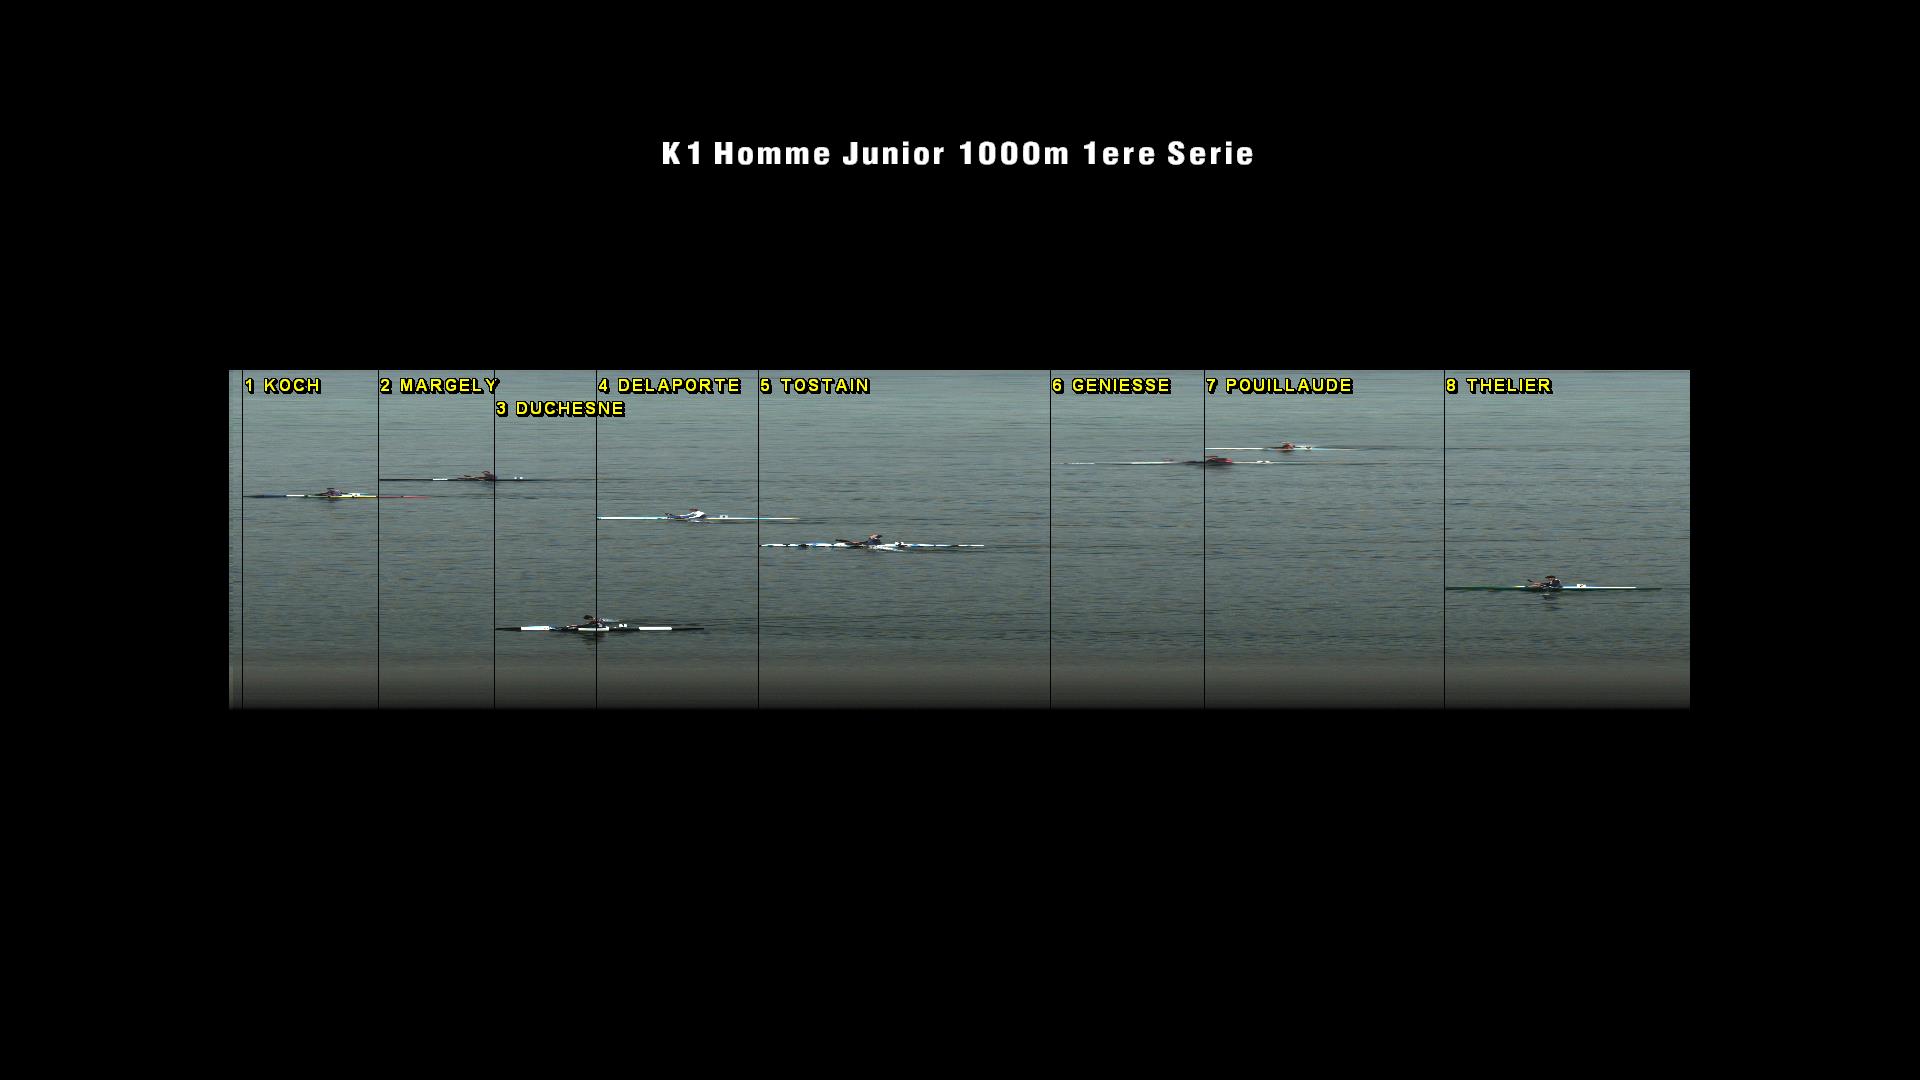 K1 Homme Junior 1000m 1ere Serie
1 KOCH
2 MARGELY
3 DUCHESNE
4 DELAPORTE
5 TOSTAIN
6 GENIESSE
7 POUILLAUDE
8 THELIER